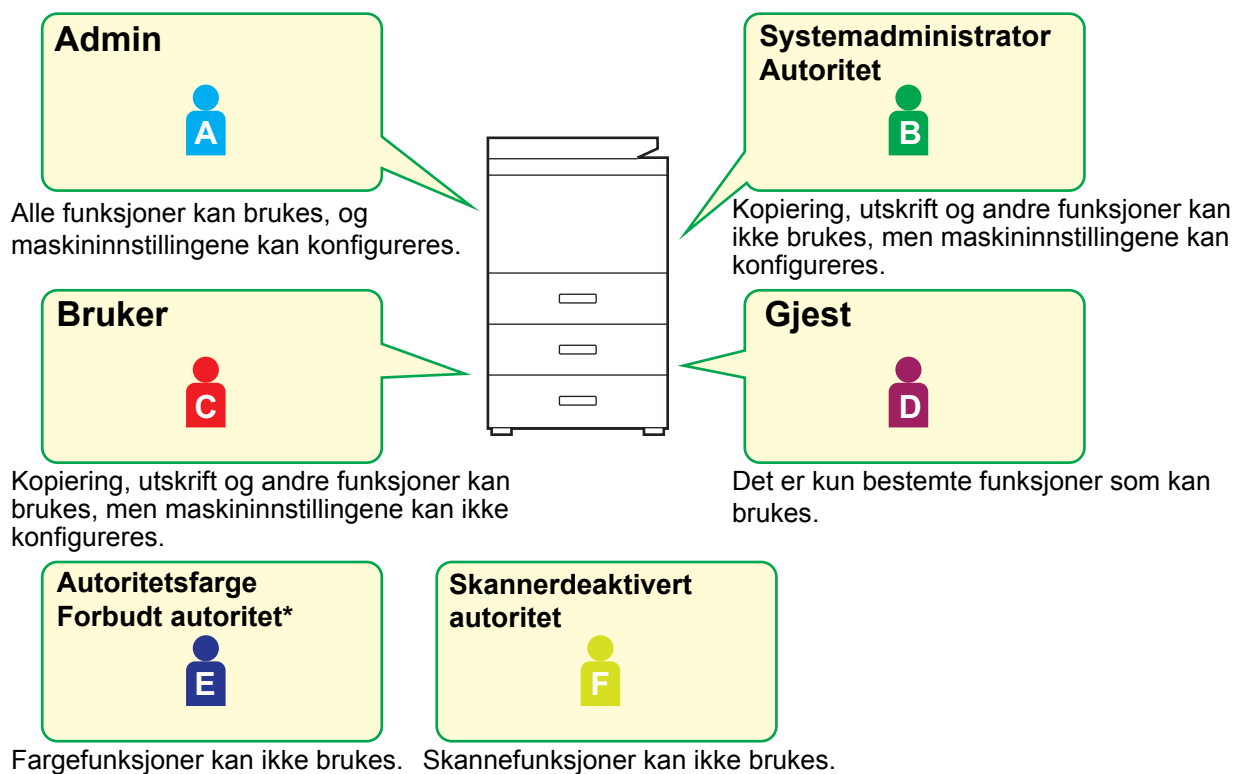 Admin
A
Alle funksjoner kan brukes, og
maskininnstillingene kan konfigureres.
Systemadministrator
Autoritet
B
Kopiering, utskrift og andre funksjoner kan
ikke brukes, men maskininnstillingene kan
konfigureres.
Bruker
C
Kopiering, utskrift og andre funksjoner kan
brukes, men maskininnstillingene kan ikke
konfigureres.
Gjest
D
Det er kun bestemte funksjoner som kan
brukes.
Autoritetsfarge
Forbudt autoritet*
E
Fargefunksjoner kan ikke brukes.
Skannerdeaktivert
autoritet
F
Skannefunksjoner kan ikke brukes.